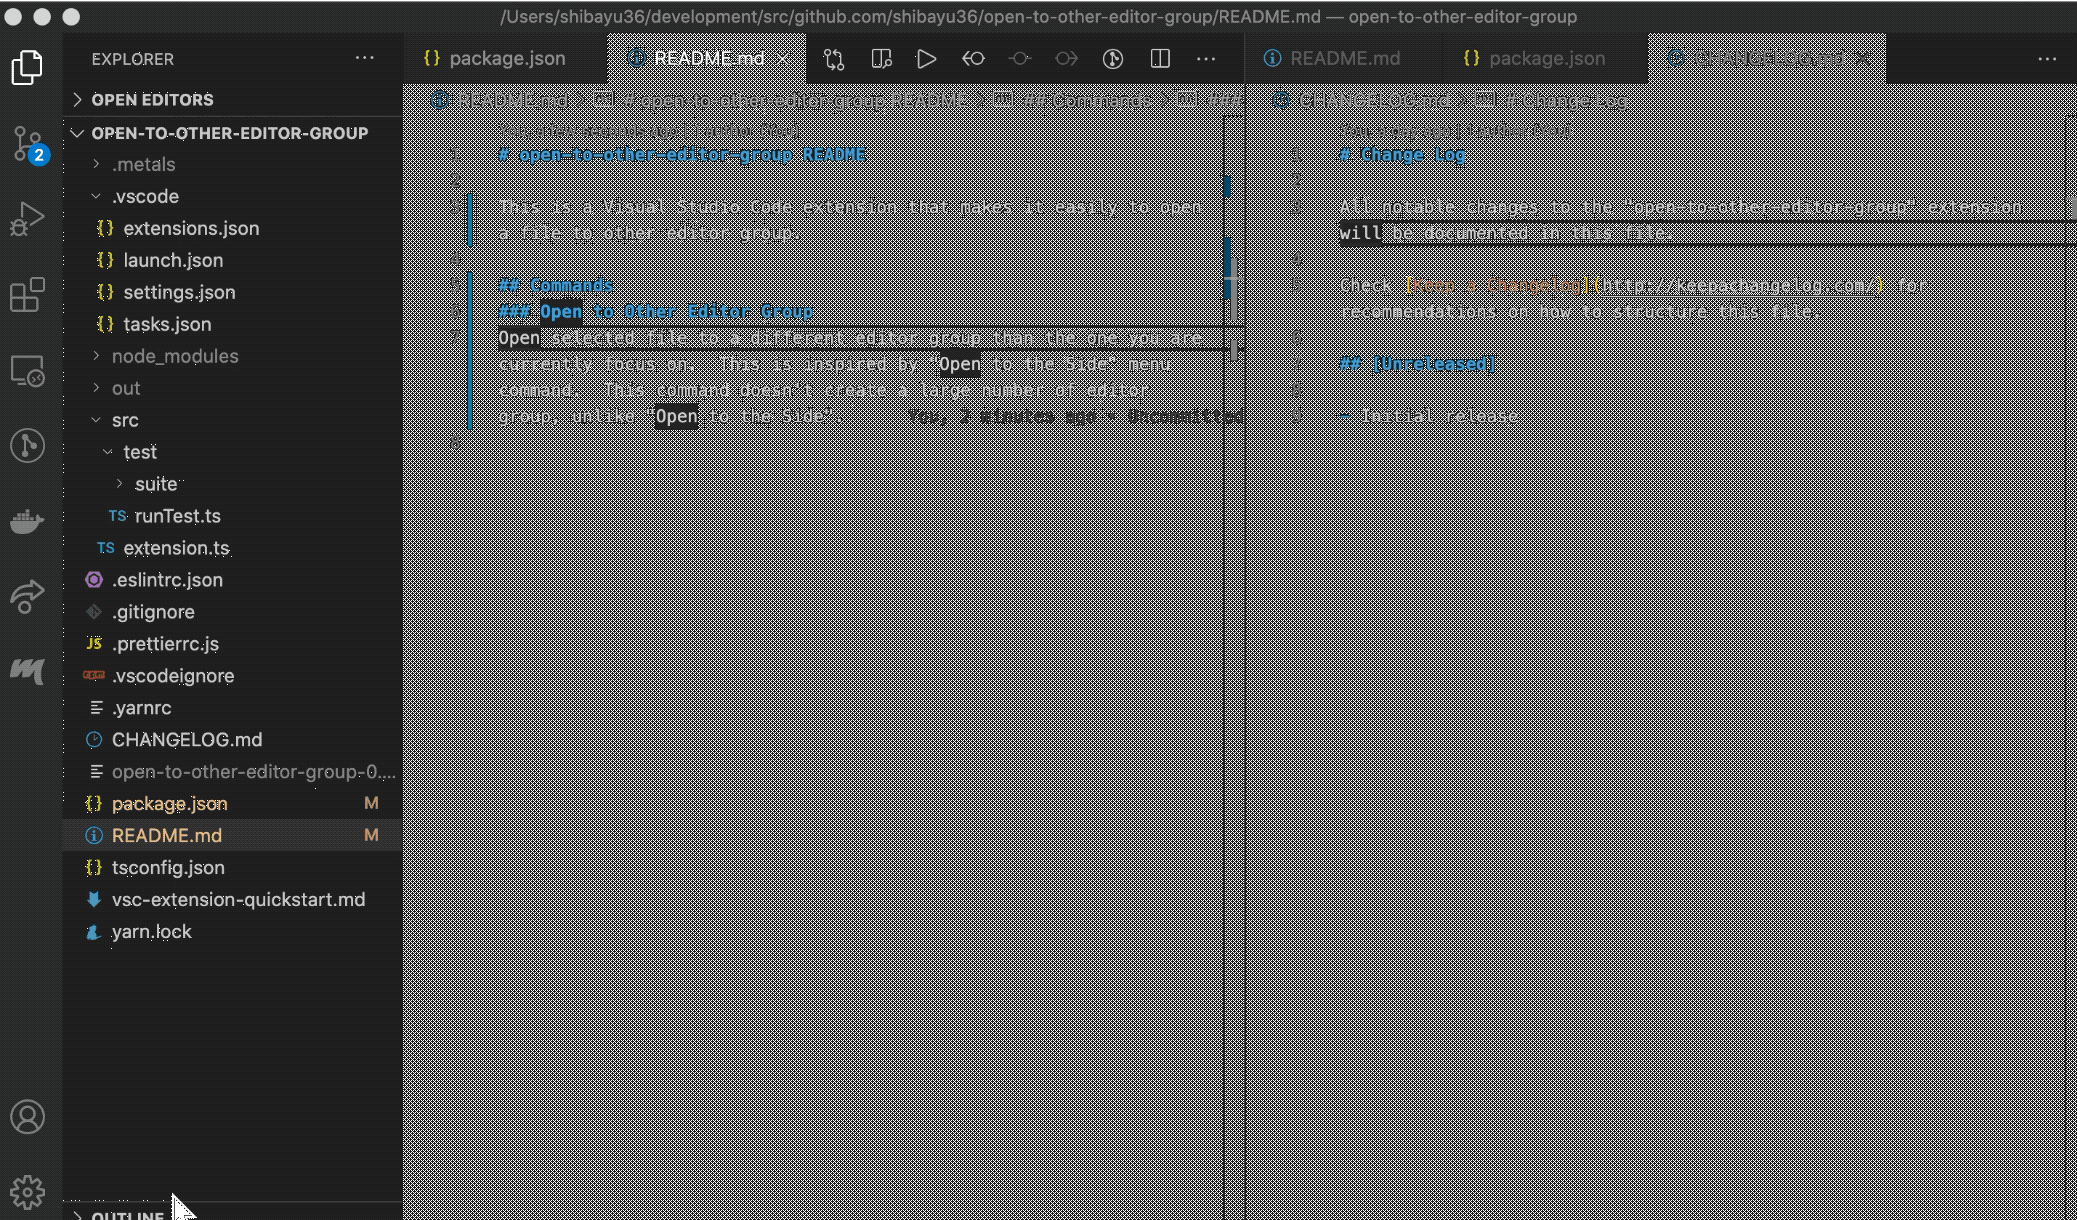 /Users/shibayu36/development/src/github.com/shibayu36/open-to-other-editor-group/README.md — open-to-other-editor-group
EXPLORER
OPEN EDITORS
OPEN-TO-OTHER-EDITOR-GROUP
.metals
.vscode
{} extensions.json
{} launch.json
{} settings.json
{} tasks.json
node_modules
out
src
test
suite
TS runTest.ts
TS extension.ts
.eslintrc.json
.gitignore
JS .prettierrc.js
.vscodeignore
.yarnrc
CHANGELOG.md
open-to-other-editor-group-0....
{} package.json M
README.md M
{} tsconfig.json
vsc-extension-quickstart.md
yarn.lock
OUTLINE
2
{} package.json
README.md
README.md > # open-to-other-editor-group README > ## Commands
# open-to-other-editor-group README
This is a Visual Studio Code extension that makes it easily to open
a file to other editor group.
## Commands
### Open to Other Editor Group
Open selected file to a different editor group than the one you are
currently focus on.  This is inspired by "Open to the Side" menu
command.  This command doesn't create a large number of editor
group, unlike "Open to the Side". You, 2 minutes ago • Uncommitted
README.md
{} package.json
CHANGELOG.md
CHANGELOG.md > # Change Log
# Change Log
All notable changes to the "open-to-other-editor-group" extension
will be documented in this file.
Check [Keep a Changelog](http://keepachangelog.com/) for
recommendations on how to structure this file.
## [Unreleased]
- Initial release